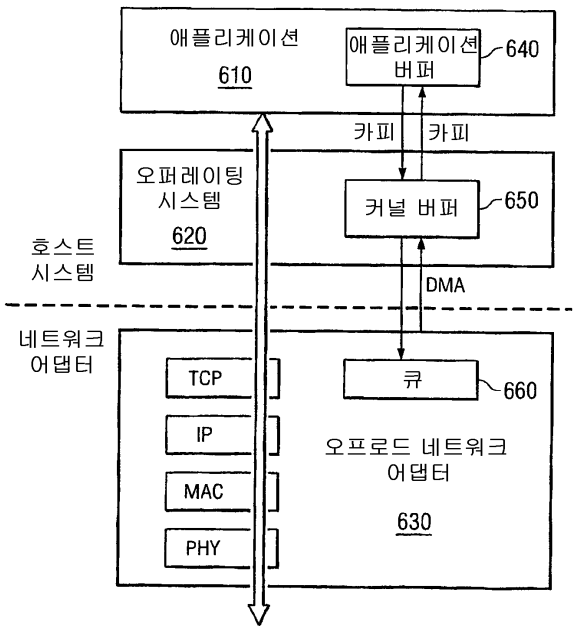 애플리케이션
610
애플리케이션
버퍼
640
카피
카피
오퍼레이팅
시스템
620
커널 버퍼
650
호스트
시스템
DMA
네트워크
어댑터
TCP
큐
660
IP
오프로드 네트워크
어댑터
MAC
630
PHY